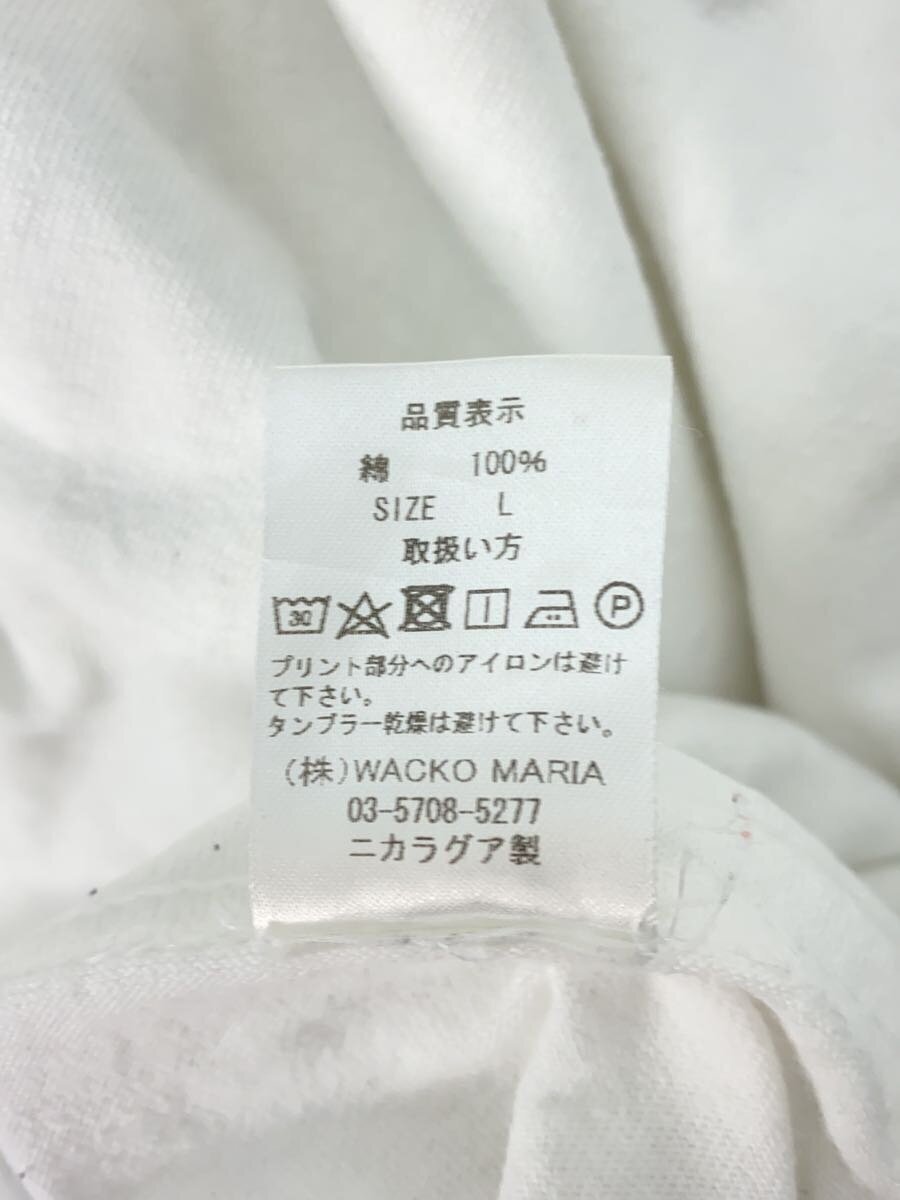 品質表示
綿 100%
SIZE L
取扱い方
30 P
プリント部分へのアイロンは避け
て下さい。
タンブラー乾燥は避けて下さい。
(株)WACKO MARIA
03-5708-5277
ニカラグア製